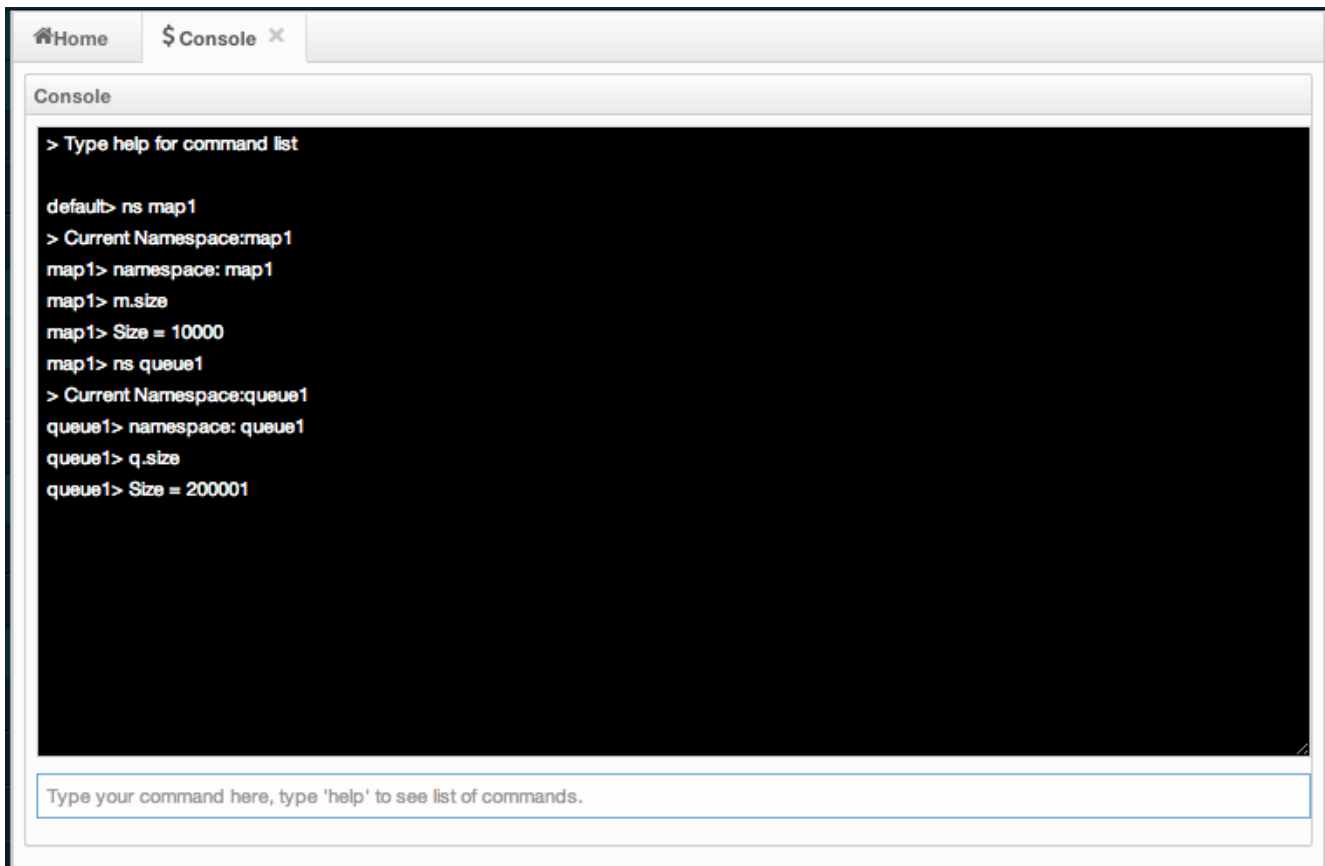 Home
$ Console ×
Console
> Type help for command list
default> ns map1
> Current Namespace:map1
map1> namespace: map1
map1> m.size
map1> Size = 10000
map1> ns queue1
> Current Namespace:queue1
queue1> namespace: queue1
queue1> q.size
queue1> Size = 200001
Type your command here, type 'help' to see list of commands.